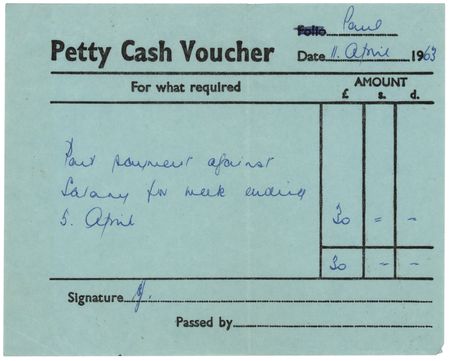 Folio Paul
Petty Cash Voucher
Date 11. April 1963
For what required
AMOUNT
£ s. d.
Part payment against
Salary for week ending
5. April 30 = -
30 - -
Signature
Passed by